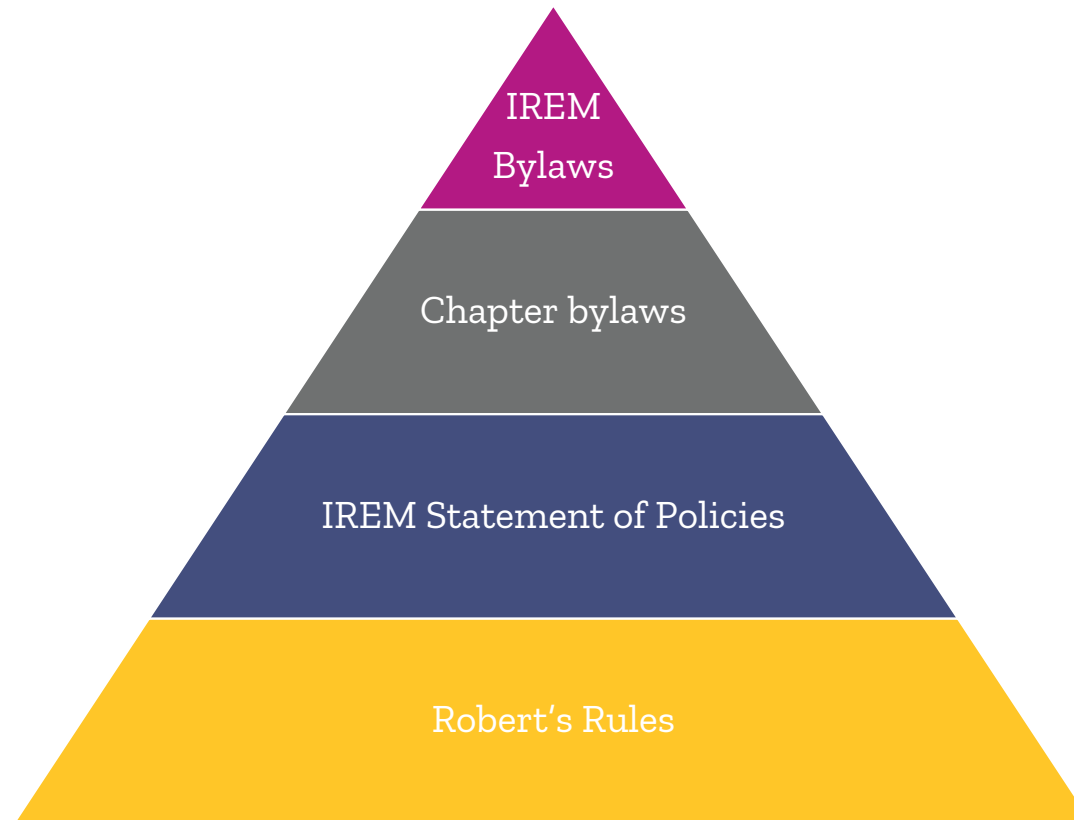 IREM
Bylaws
Chapter bylaws
IREM Statement of Policies
Robert’s Rules